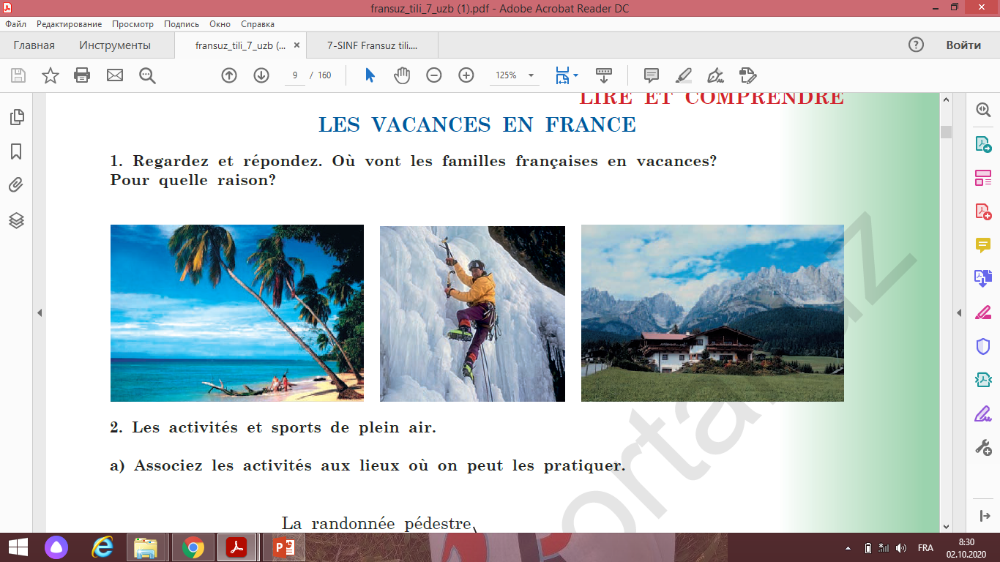 fransuz_tili_7_uzb (1).pdf - Adobe Acrobat Reader DC
Файл Редактирование Просмотр Подпись Окно Справка
Главная Инструменты fransuz_tili_7_uzb (... × 7-SINF Fransuz tili.... Войти
9 / 160 125%
LIRE ET COMPRENDRE
LES VACANCES EN FRANCE
1. Regardez et répondez. Où vont les familles françaises en vacances?
Pour quelle raison?
2. Les activités et sports de plein air.
a) Associez les activités aux lieux où on peut les pratiquer.
La randonnée pédestre
FRA
8:30
02.10.2020